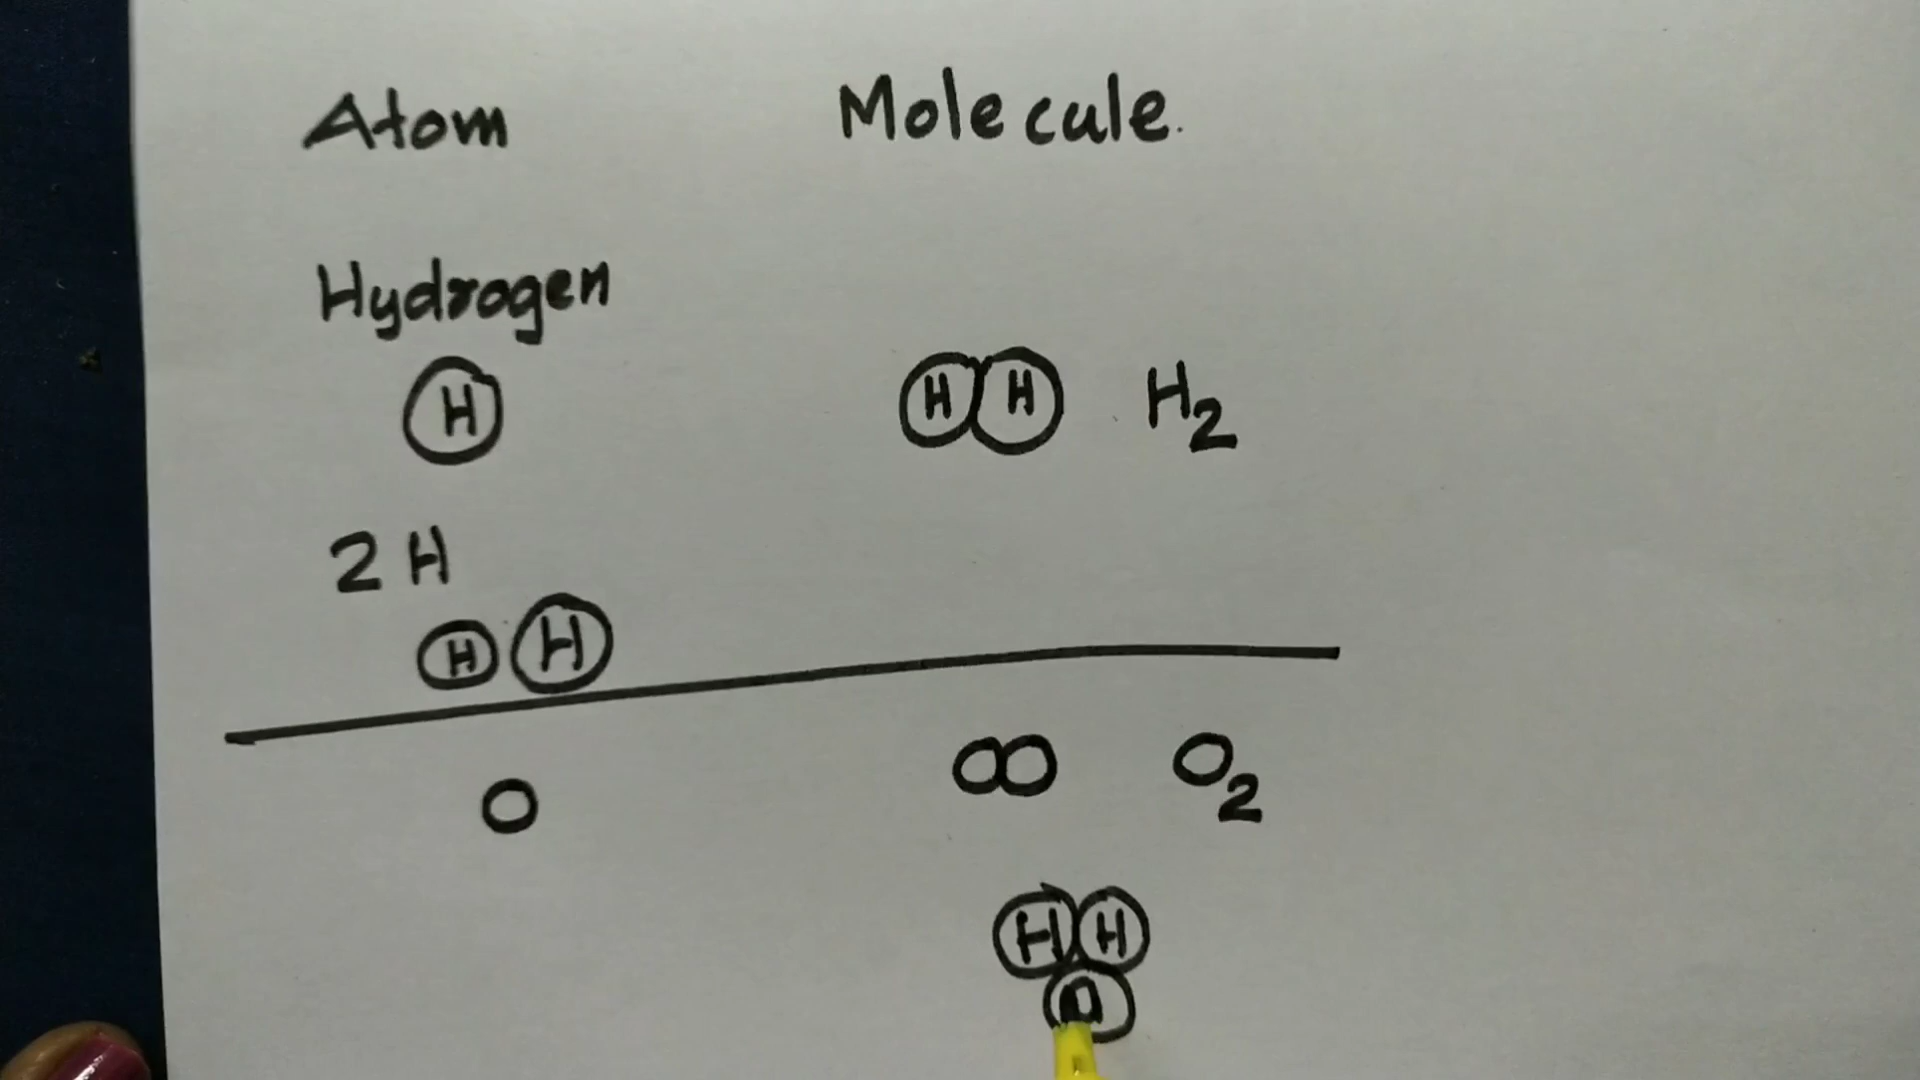 Atom Molecule.
Hydrogen
H H H H2
2 H
H H
O OO O2
H H
O